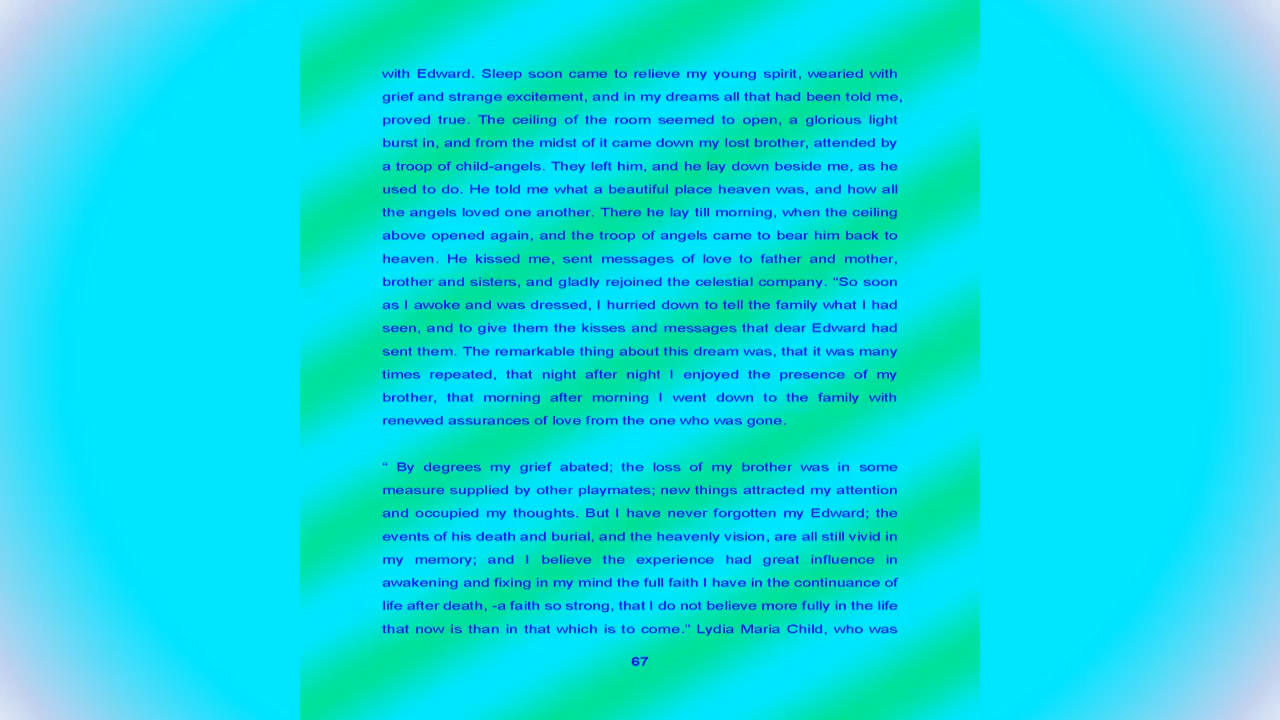 with Edward. Sleep soon came to relieve my young spirit, wearied with
grief and strange excitement, and in my dreams all that had been told me,
proved true. The ceiling of the room seemed to open, a glorious light
burst in, and from the midst of it came down my lost brother, attended by
a troop of child-angels. They left him, and he lay down beside me, as he
used to do. He told me what a beautiful place heaven was, and how all
the angels loved one another. There he lay till morning, when the ceiling
above opened again, and the troop of angels came to bear him back to
heaven. He kissed me, sent messages of love to father and mother,
brother and sisters, and gladly rejoined the celestial company. “So soon
as I awoke and was dressed, I hurried down to tell the family what I had
seen, and to give them the kisses and messages that dear Edward had
sent them. The remarkable thing about this dream was, that it was many
times repeated, that night after night I enjoyed the presence of my
brother, that morning after morning I went down to the family with
renewed assurances of love from the one who was gone.
“ By degrees my grief abated; the loss of my brother was in some
measure supplied by other playmates; new things attracted my attention
and occupied my thoughts. But I have never forgotten my Edward; the
events of his death and burial, and the heavenly vision, are all still vivid in
my memory; and I believe the experience had great influence in
awakening and fixing in my mind the full faith I have in the continuance of
life after death, -a faith so strong, that I do not believe more fully in the life
that now is than in that which is to come.” Lydia Maria Child, who was
67